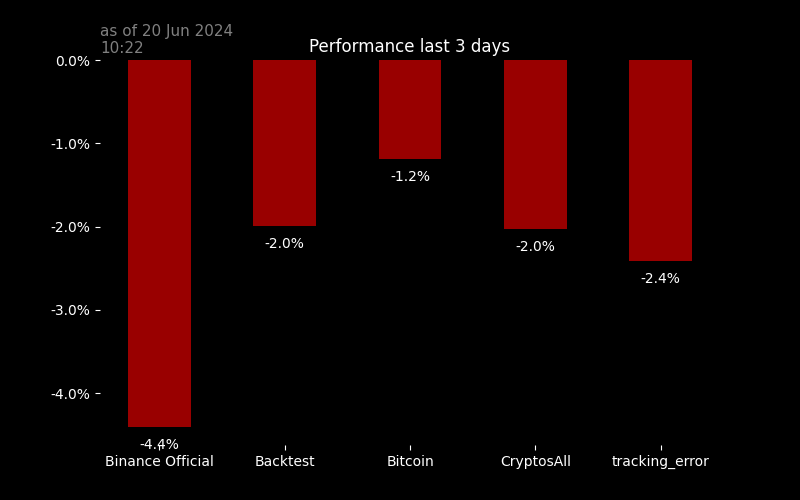 as of 20 Jun 2024
10:22
Performance last 3 days
0.0%
-1.0%
-2.0%
-3.0%
-4.0%
-4.4%
-2.0%
-1.2%
-2.0%
-2.4%
Binance Official
Backtest
Bitcoin
CryptosAll
tracking_error